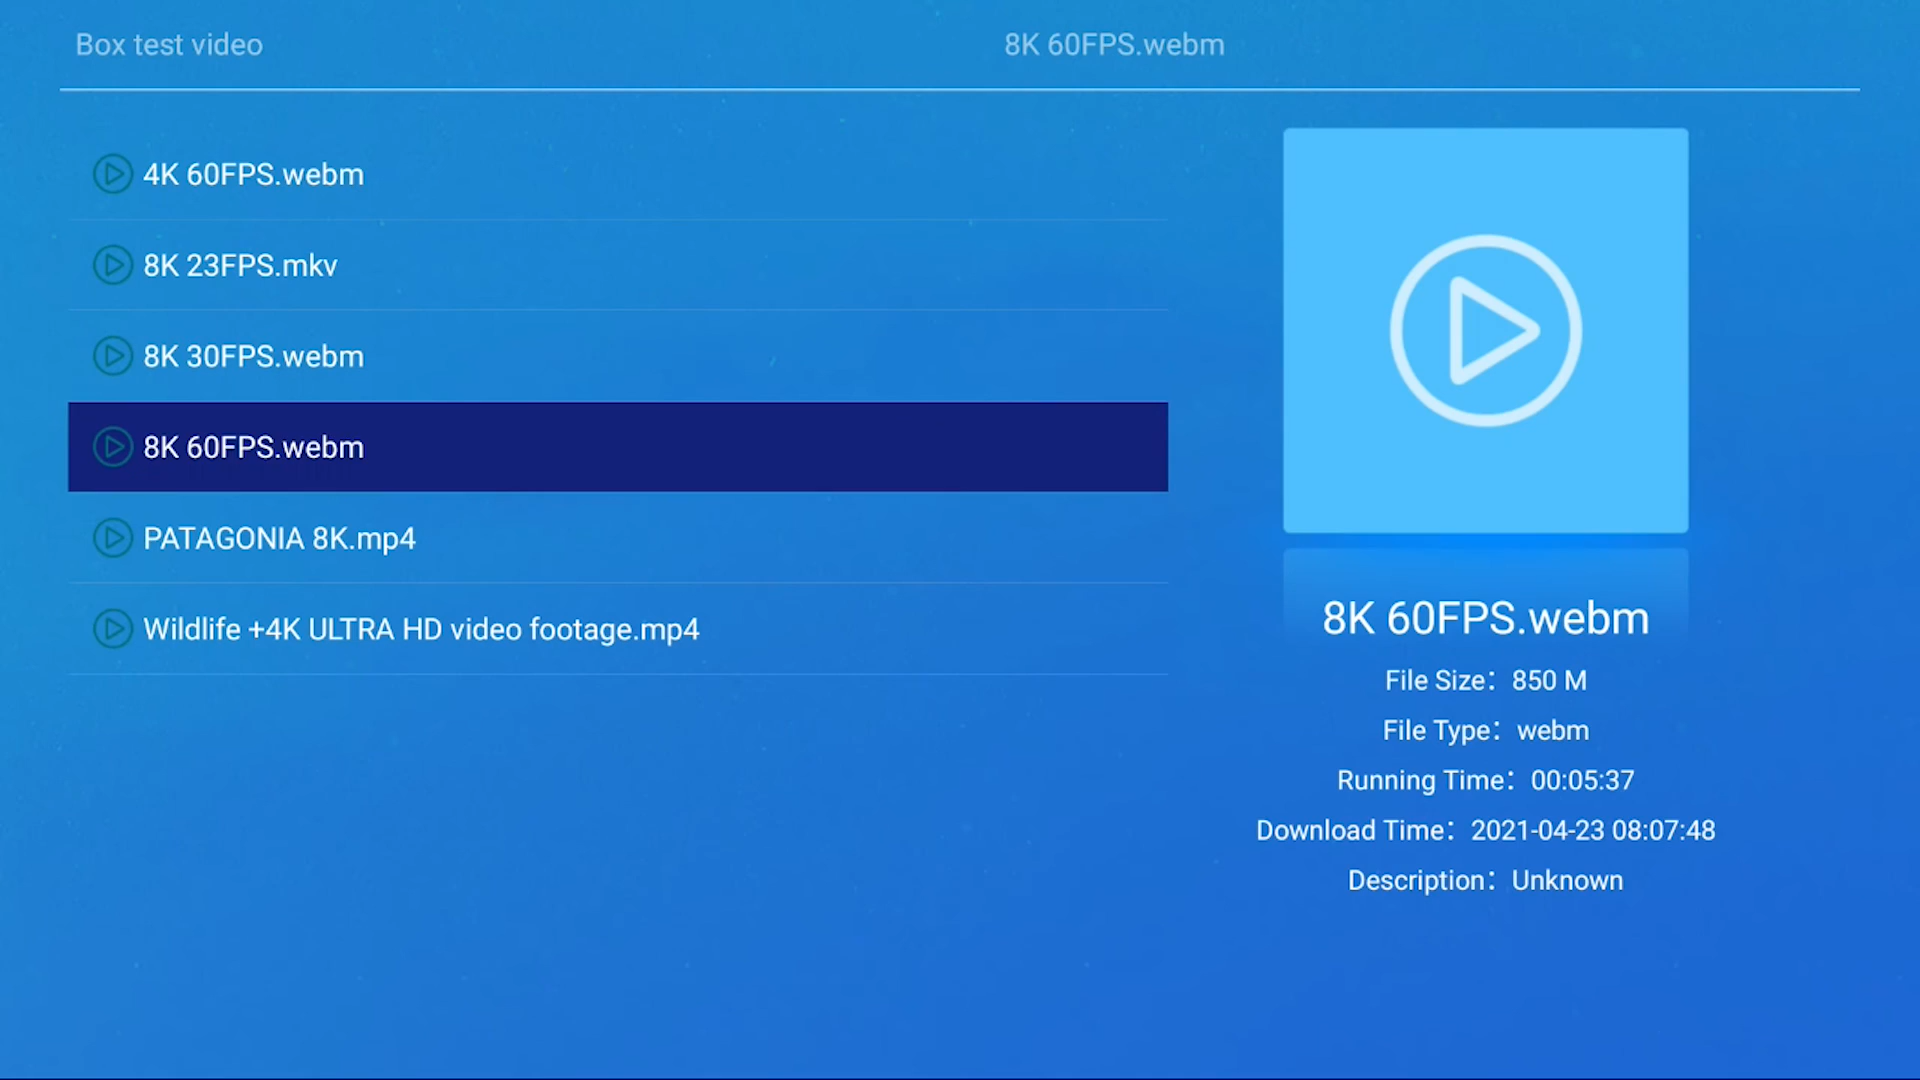 Box test video
8K 60FPS.webm
4K 60FPS.webm
8K 23FPS.mkv
8K 30FPS.webm
8K 60FPS.webm
PATAGONIA 8K.mp4
Wildlife +4K ULTRA HD video footage.mp4
8K 60FPS.webm
File Size： 850 M
File Type： webm
Running Time： 00:05:37
Download Time： 2021-04-23 08:07:48
Description： Unknown